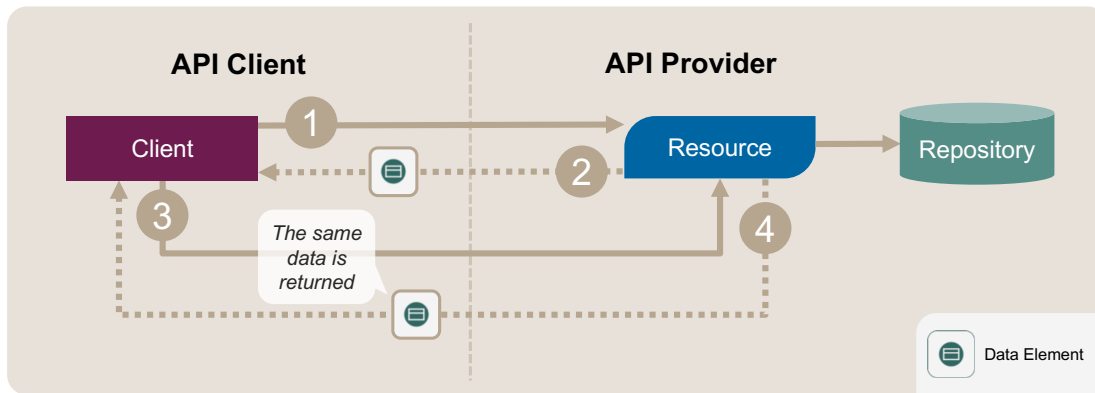 API Client
API Provider
1
Client
Resource
Repository
2
3
4
The same
data is
returned
Data Element